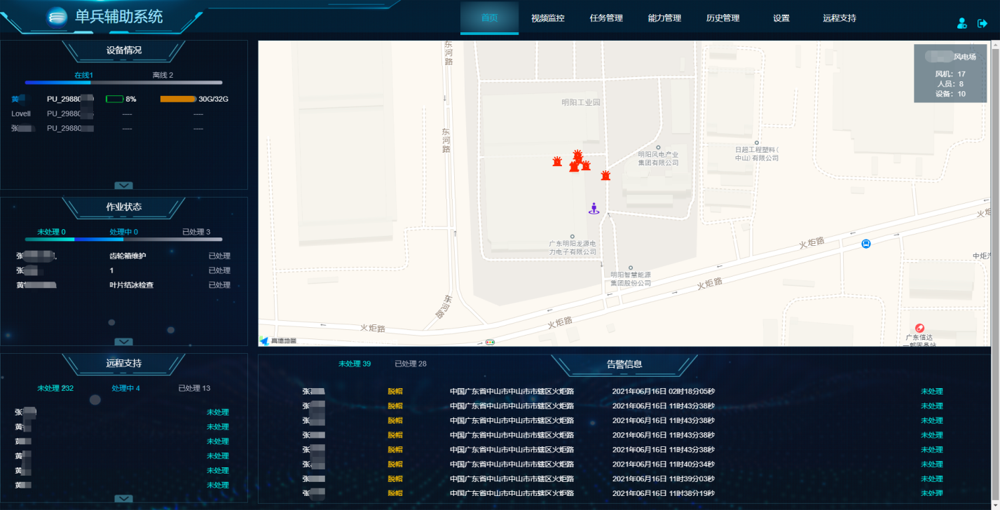 单兵辅助系统
首页 视频监控 任务管理 能力管理 历史管理 设置 远程支持
设备情况
在线1 离线 2
黄 PU_29880 8% 30G/32G
Lovell PU_29880 ---- ----
张 PU_29880 ---- ----
作业状态
未处理 0 处理中 0 已处理 3
张 齿轮箱维护 已处理
张 1 已处理
黄 叶片结冰检查 已处理
远程支持
未处理 232 处理中 4 已处理 13
张 未处理
黄 未处理
黄 未处理
黄 未处理
黄 未处理
黄 未处理
东河路
东河路
东河路
明阳工业园
明阳风电产业
集团有限公司
日超工程塑料(
中山)有限公司
广东明阳龙源电
力电子有限公司
明阳智慧能源
集团股份公司
火炬路
火炬路
火炬路
火炬路
中炬
广东信达
高德地图
风电场
风机：17
人员：8
设备：10
未处理 39 已处理 28 告警信息
张 脱帽 中国广东省中山市中山市市辖区火炬路 2021年06月16日 02时18分05秒 未处理
张 脱帽 中国广东省中山市中山市市辖区火炬路 2021年06月16日 11时43分38秒 未处理
张 脱帽 中国广东省中山市中山市市辖区火炬路 2021年06月16日 11时43分38秒 未处理
张 脱帽 中国广东省中山市中山市市辖区火炬路 2021年06月16日 11时43分38秒 未处理
张 脱帽 中国广东省中山市中山市市辖区火炬路 2021年06月16日 11时43分38秒 未处理
张 脱帽 中国广东省中山市中山市市辖区火炬路 2021年06月16日 11时40分34秒 未处理
张 脱帽 中国广东省中山市中山市市辖区火炬路 2021年06月16日 11时39分03秒 未处理
张 脱帽 中国广东省中山市中山市市辖区火炬路 2021年06月16日 11时38分19秒 未处理